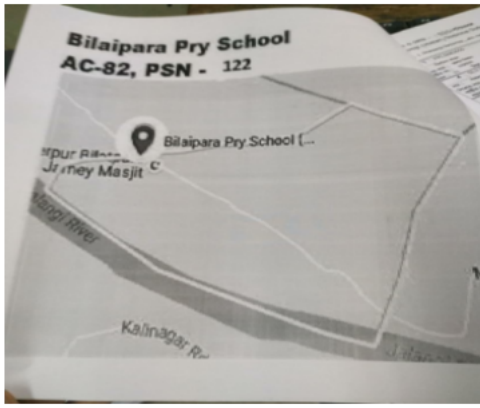 Bilaipara Pry School
AC-82, PSN - 122
Bilaipara Pry School (...
Jamey Masjit
River
Kalinagar